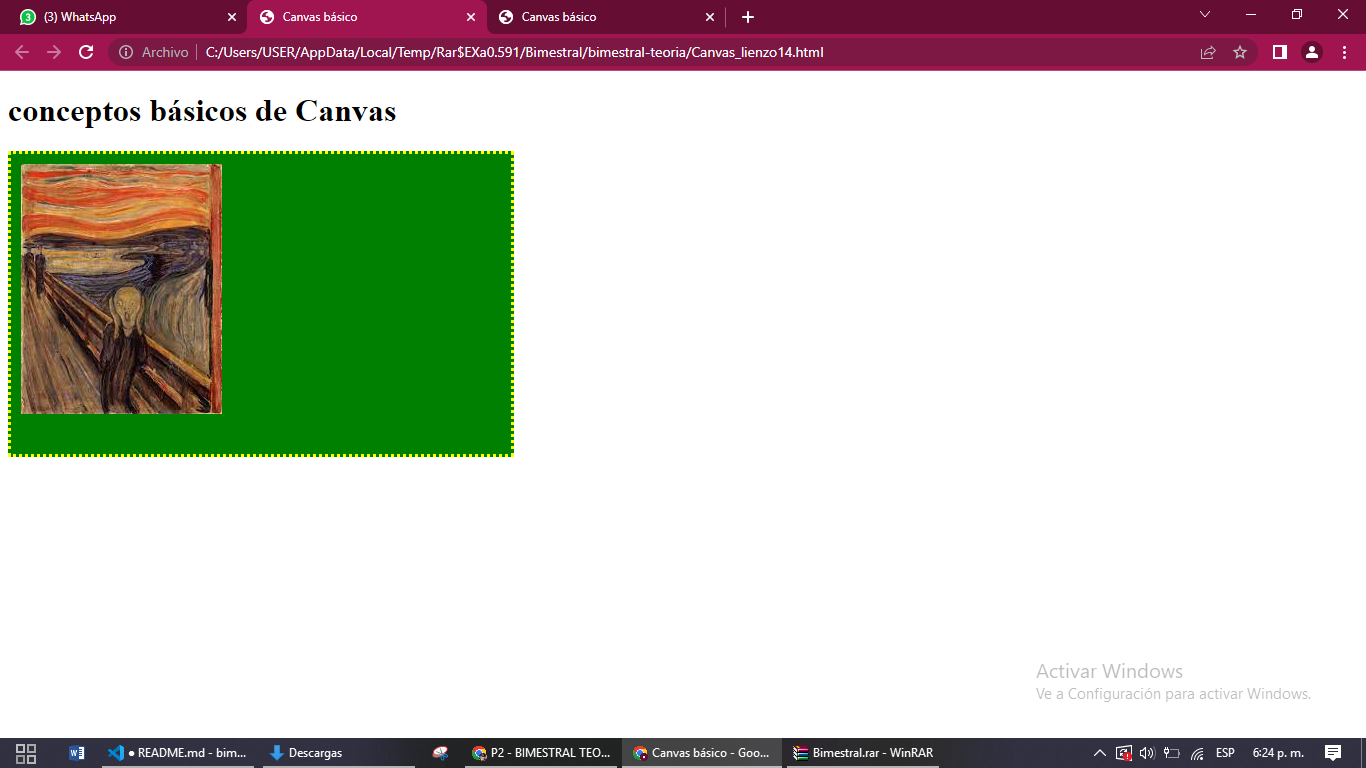 (3) WhatsApp
Canvas básico
Canvas básico
Archivo
C:/Users/USER/AppData/Local/Temp/Rar$EXa0.591/Bimestral/bimestral-teoria/Canvas_lienzo14.html
conceptos básicos de Canvas
Activar Windows
Ve a Configuración para activar Windows.
● README.md - bim...
Descargas
P2 - BIMESTRAL TEO...
Canvas básico - Goo...
Bimestral.rar - WinRAR
ESP
6:24 p. m.